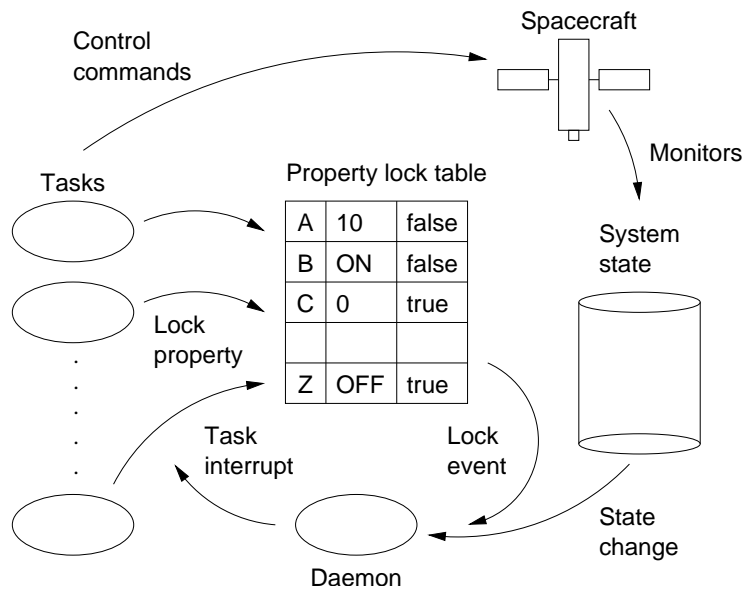 Spacecraft
Control
commands
Monitors
Tasks
Property lock table
A 10 false
B ON false
C 0 true
Z OFF true
System
state
Lock
property
Task
interrupt
Lock
event
State
change
Daemon